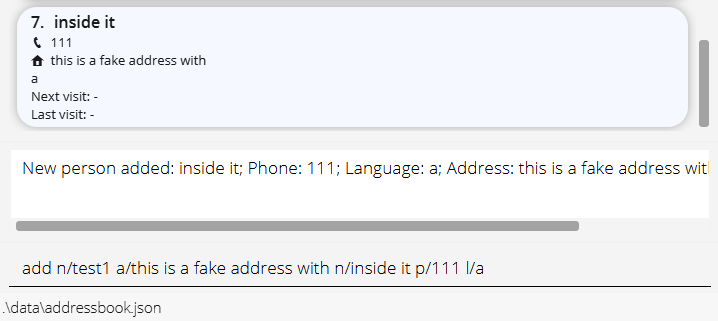 7. inside it
111
this is a fake address with
a
Next visit: -
Last visit: -
New person added: inside it; Phone: 111; Language: a; Address: this is a fake address with
add n/test1 a/this is a fake address with n/inside it p/111 l/a
.\data\addressbook.json